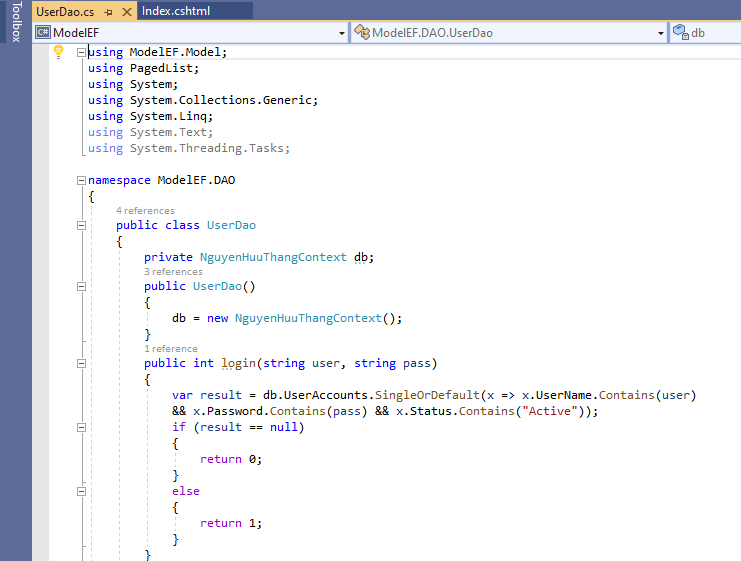 Toolbox
UserDao.cs Index.cshtml
ModelEF ModelEF.DAO.UserDao db
using ModelEF.Model;
using PagedList;
using System;
using System.Collections.Generic;
using System.Linq;
using System.Text;
using System.Threading.Tasks;
namespace ModelEF.DAO
{
4 references
public class UserDao
{
private NguyenHuuThangContext db;
3 references
public UserDao()
{
db = new NguyenHuuThangContext();
}
1 reference
public int login(string user, string pass)
{
var result = db.UserAccounts.SingleOrDefault(x => x.UserName.Contains(user)
&& x.Password.Contains(pass) && x.Status.Contains("Active"));
if (result == null)
{
return 0;
}
else
{
return 1;
}
}